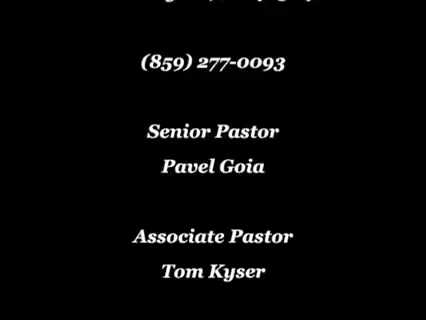 (859) 277-0093
Senior Pastor
Pavel Goia
Associate Pastor
Tom Kyser